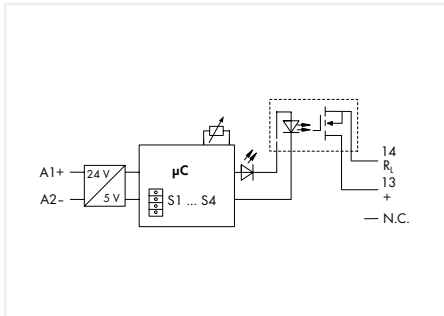 A1+
A2–
24 V
5 V
µC
S1 ... S4
14
RL
13
+
N.C.